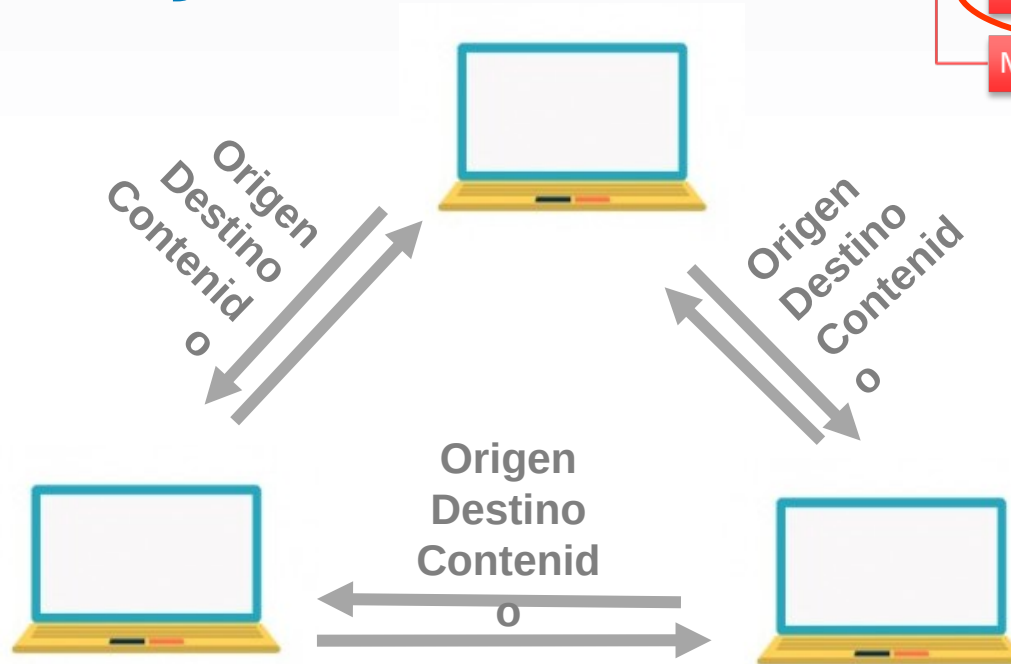 Origen
Destino
Contenid
o
Origen
Destino
Contenid
o
Origen
Destino
Contenid
o